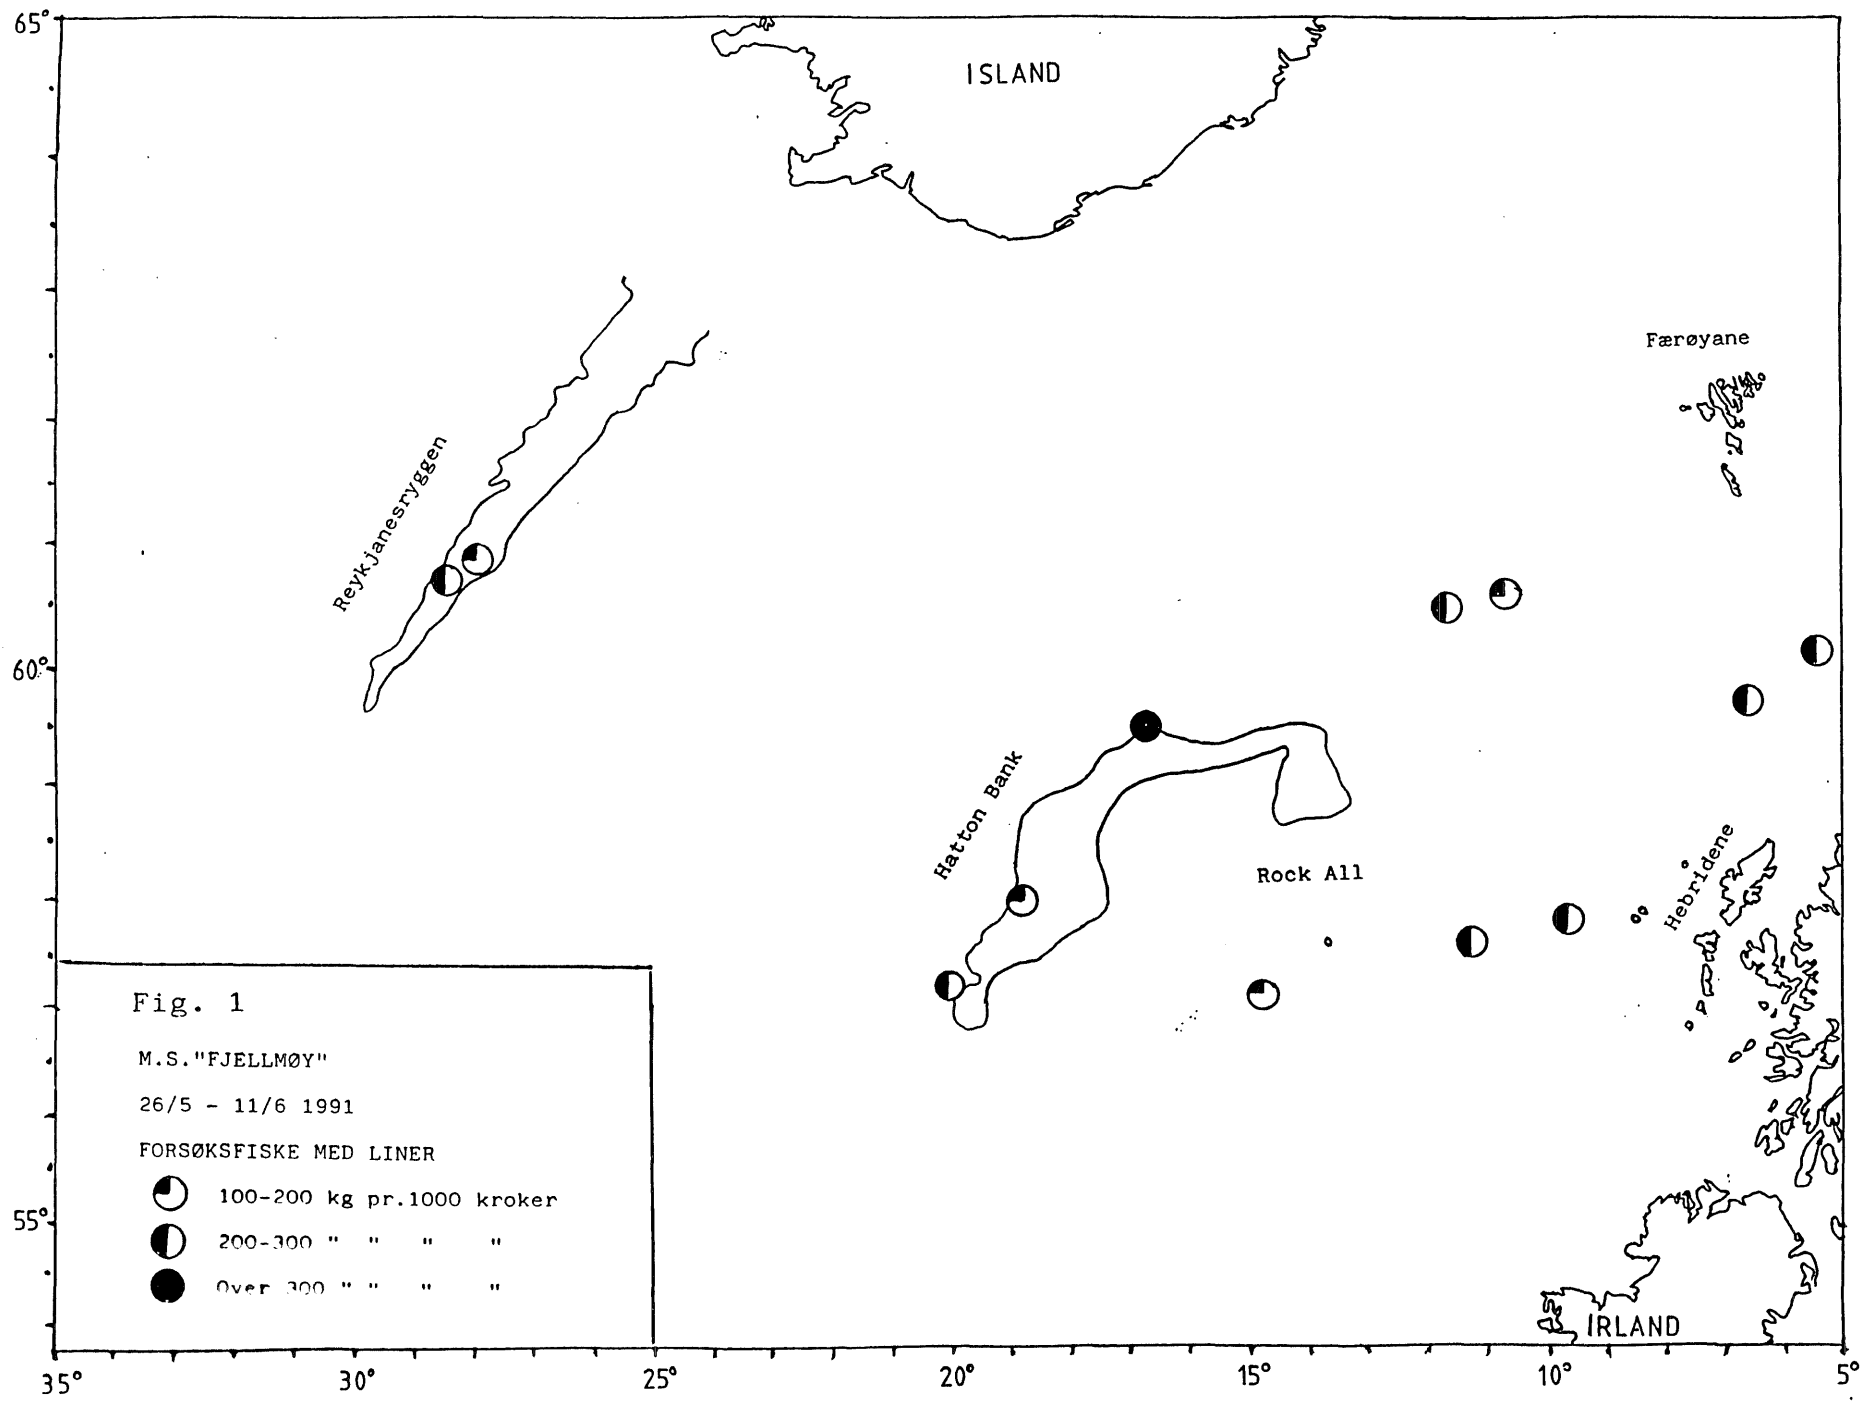 65°
ISLAND
Færøyane
Reykjanesryggen
60°
Hatton Bank
Rock All
Hebridene
Fig. 1
M.S."FJELLMØY"
26/5 - 11/6 1991
FORSØKSFISKE MED LINER
100-200 kg pr.1000 kroker
200-300 " " " "
Over 300 " " " "
55°
IRLAND
35° 30° 25° 20° 15° 10° 5°